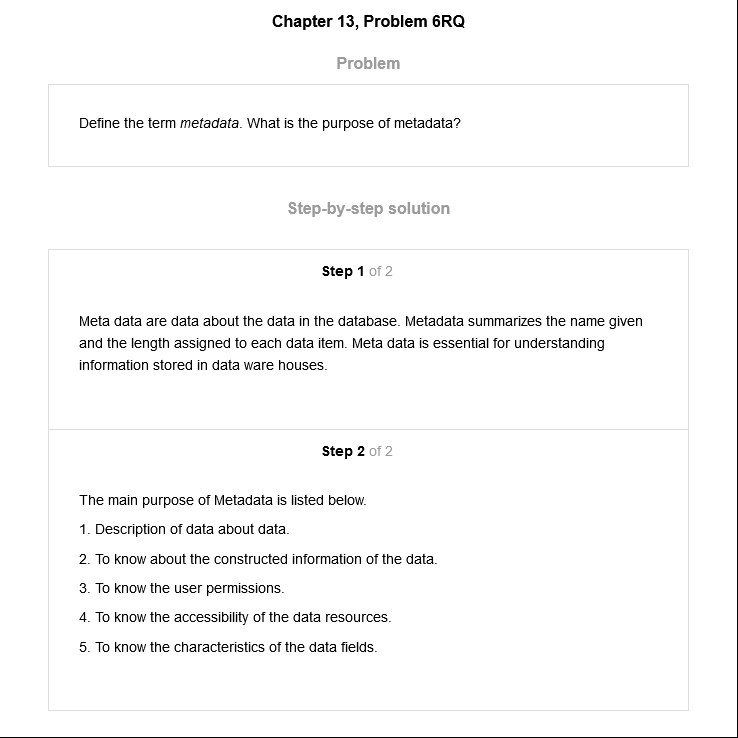 Chapter 13, Problem 6RQ
Problem
Define the term metadata. What is the purpose of metadata?
Step-by-step solution
Step 1 of 2
Meta data are data about the data in the database. Metadata summarizes the name given
and the length assigned to each data item. Meta data is essential for understanding
information stored in data ware houses.
Step 2 of 2
The main purpose of Metadata is listed below.
1. Description of data about data.
2. To know about the constructed information of the data.
3. To know the user permissions.
4. To know the accessibility of the data resources.
5. To know the characteristics of the data fields.